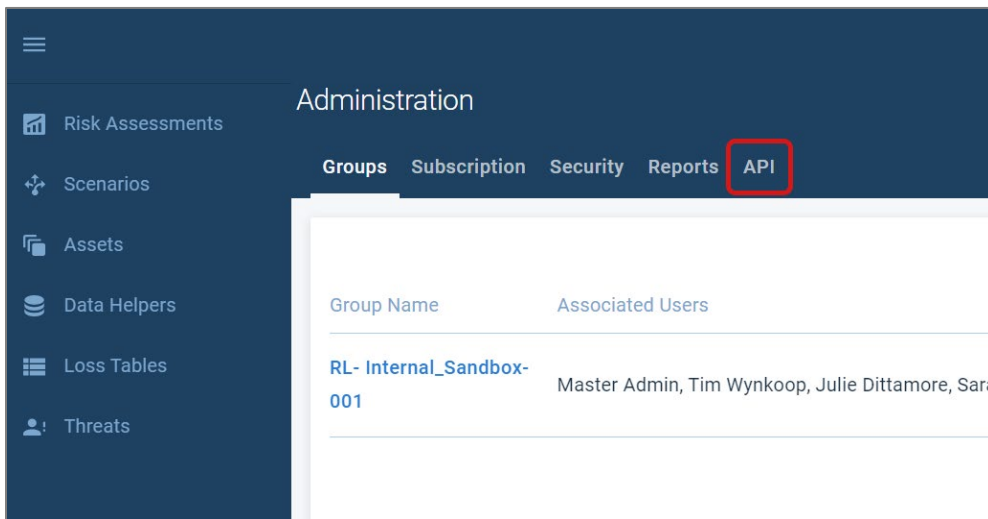 Administration
Risk Assessments
Scenarios
Assets
Data Helpers
Loss Tables
Threats
Groups Subscription Security Reports API
Group Name Associated Users
RL- Internal_Sandbox-
001
Master Admin, Tim Wynkoop, Julie Dittamore, Sar